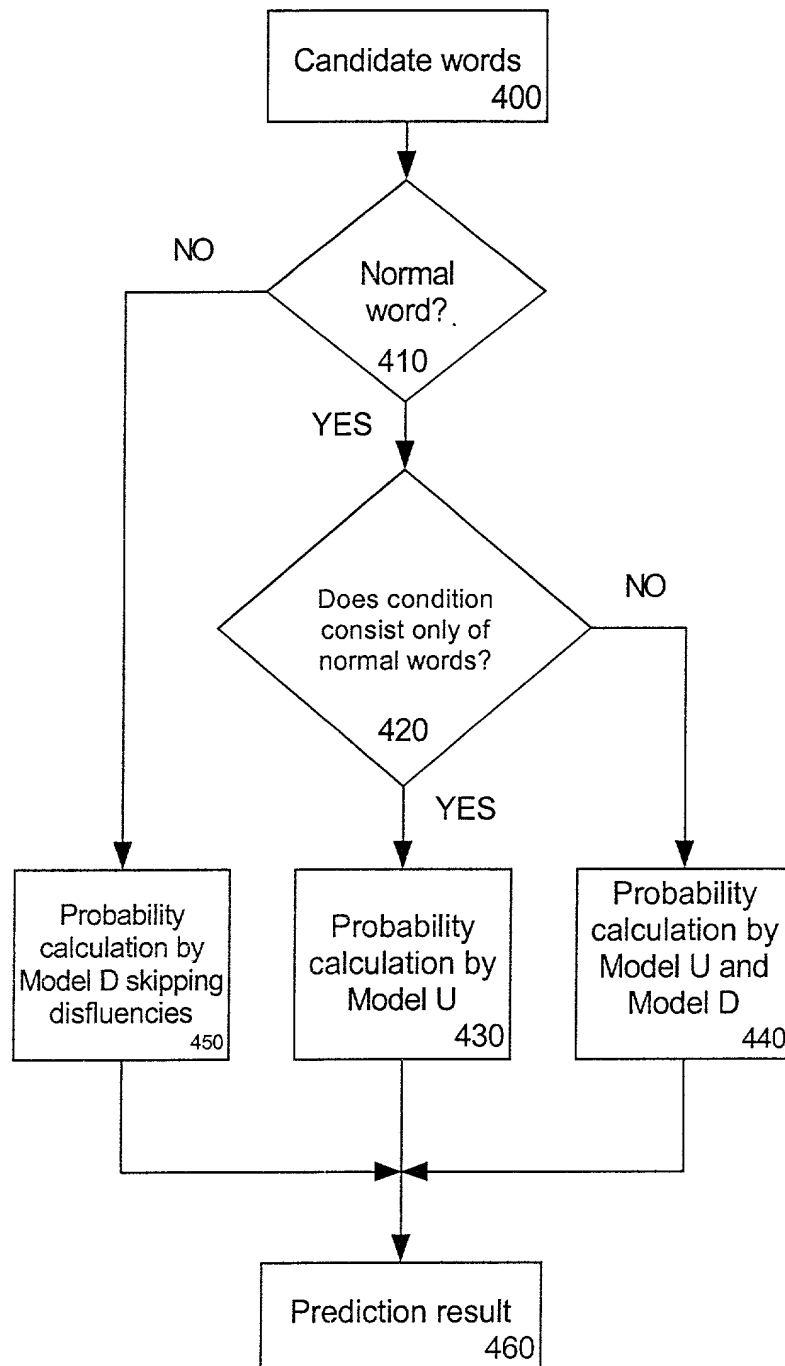 Candidate words
400
NO
Normal
word?
410
YES
Does condition
consist only of
normal words?
NO
420
YES
Probability
calculation by
Model D skipping
disfluencies
450
Probability
calculation by
Model U
430
Probability
calculation by
Model U and
Model D
440
Prediction result
460